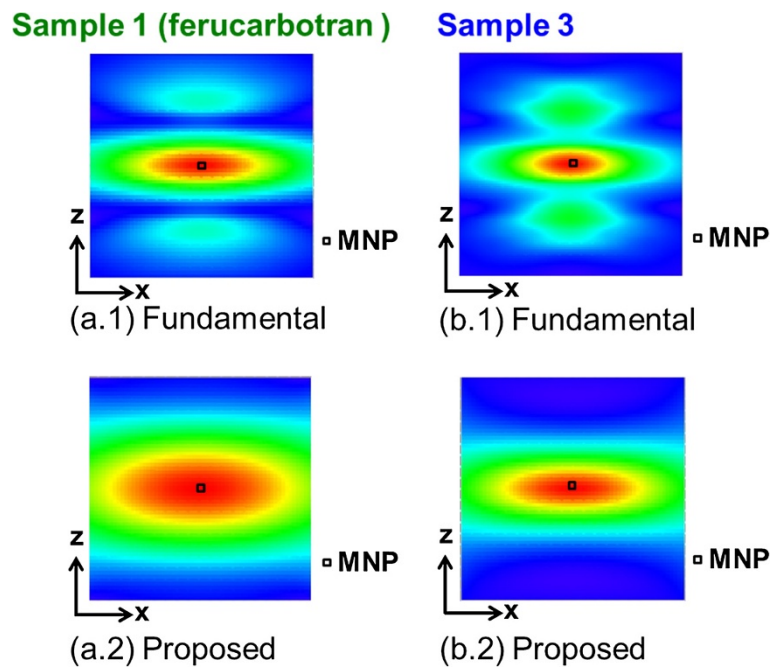 Sample 1 (ferucarbotran )
Sample 3
z
MNP
x
z
MNP
x
(a.1) Fundamental
(b.1) Fundamental
z
MNP
x
z
MNP
x
(a.2) Proposed
(b.2) Proposed